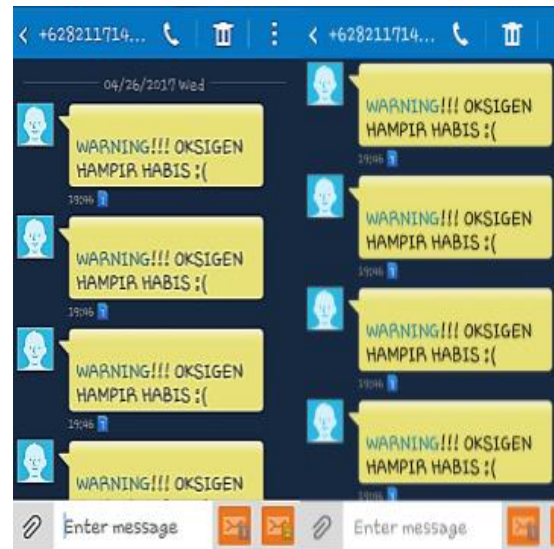 +628211714...
04/26/2017 Wed
WARNING!!! OKSIGEN
HAMPIR HABIS :(
19:46
WARNING!!! OKSIGEN
HAMPIR HABIS :(
19:46
WARNING!!! OKSIGEN
HAMPIR HABIS :(
19:46
WARNING!!! OKSIGEN
Enter message
+628211714...
WARNING!!! OKSIGEN
HAMPIR HABIS :(
19:46
WARNING!!! OKSIGEN
HAMPIR HABIS :(
19:46
WARNING!!! OKSIGEN
HAMPIR HABIS :(
19:46
WARNING!!! OKSIGEN
HAMPIR HABIS :(
19:46
Enter message